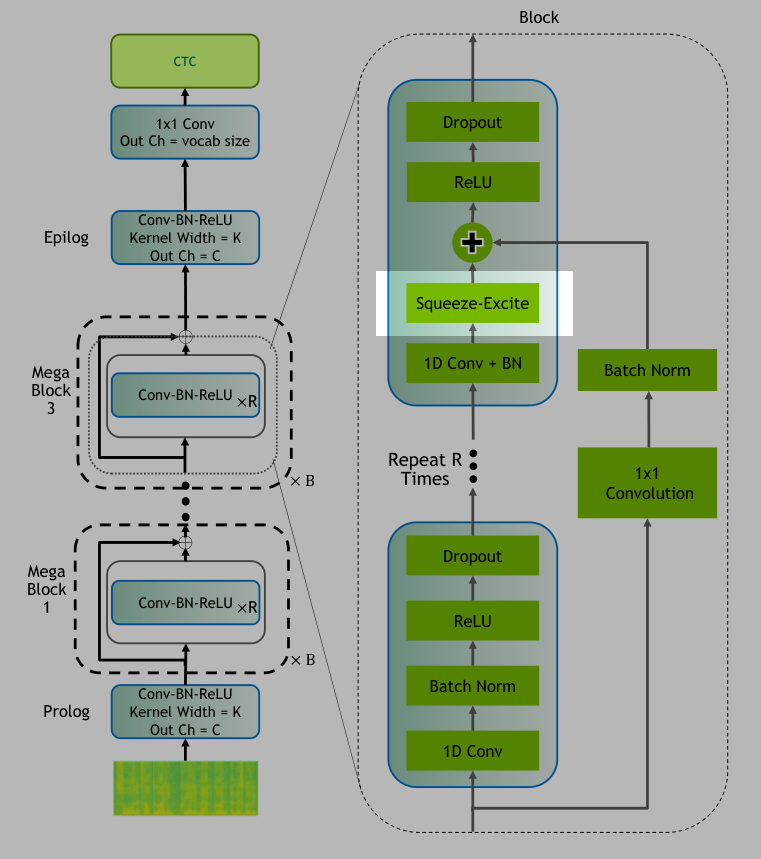 Block
CTC
1x1 Conv
Out Ch = vocab size
Epilog
Conv-BN-ReLU
Kernel Width = K
Out Ch = C
Mega
Block
3
Conv-BN-ReLU ×R
× B
Mega
Block
1
Conv-BN-ReLU ×R
× B
Prolog
Conv-BN-ReLU
Kernel Width = K
Out Ch = C
Dropout
ReLU
Squeeze-Excite
1D Conv + BN
Repeat R
Times
Dropout
ReLU
Batch Norm
1D Conv
Batch Norm
1x1
Convolution